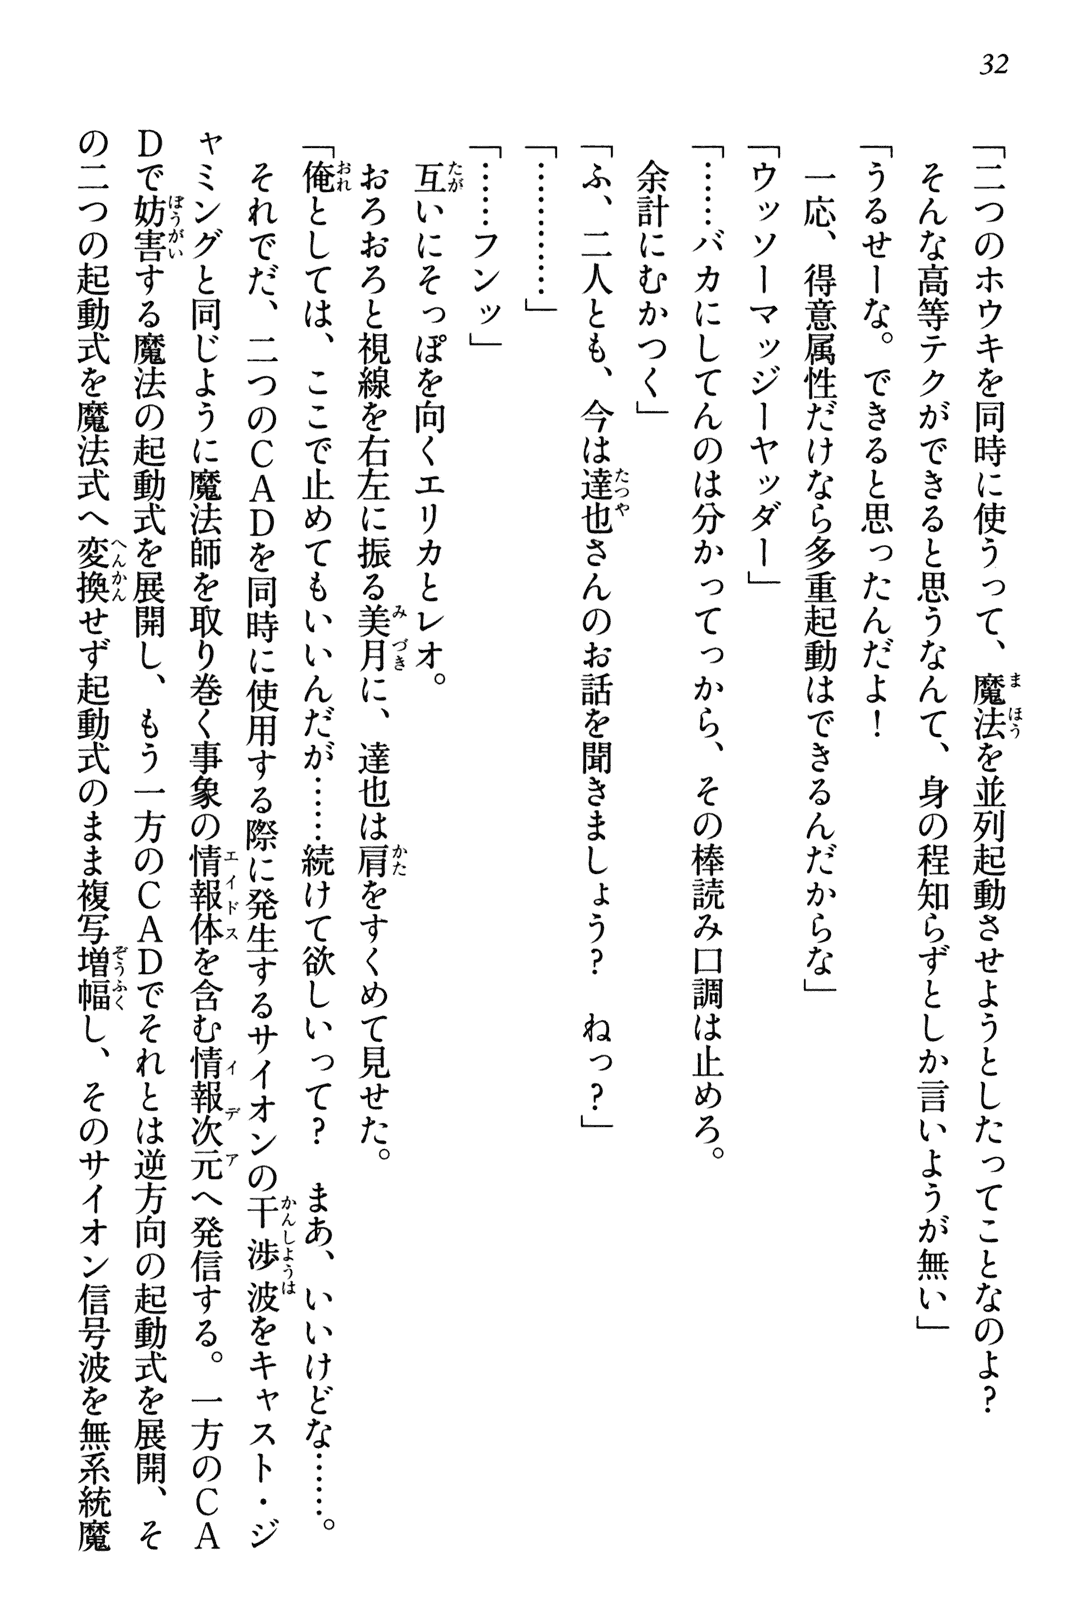 32
「二つのホウキを同時に使うって、魔法を並列起動させようとしたってことなのよ?
そんな高等テクができると思うなんて、身の程知らずとしか言いようが無い」
「うるせーな。できると思ったんだよ!
一応、得意属性だけなら多重起動はできるんだからな」
「ウッソーマッジーヤッダー」
「……バカにしてんのは分かってっから、その棒読み口調は止めろ。
余計にむかつく」
「ふ、二人とも、今は達也さんのお話を聞きましょう? ねっ?」
「…………」
「……フンッ」
互いにそっぽを向くエリカとレオ。
おろおろと視線を右左に振る美月に、達也は肩をすくめて見せた。
「俺としては、ここで止めてもいいんだが……続けて欲しいって? まあ、いいけどな……。
それでだ、二つのCADを同時に使用する際に発生するサイオンの干渉波をキャスト・ジ
ャミングと同じように魔法師を取り巻く事象の情報体を含む情報次元へ発信する。一方のCA
Dで妨害する魔法の起動式を展開し、もう一方のCADでそれとは逆方向の起動式を展開、そ
の二つの起動式を魔法式へ変換せず起動式のまま複写増幅し、そのサイオン信号波を無系統魔